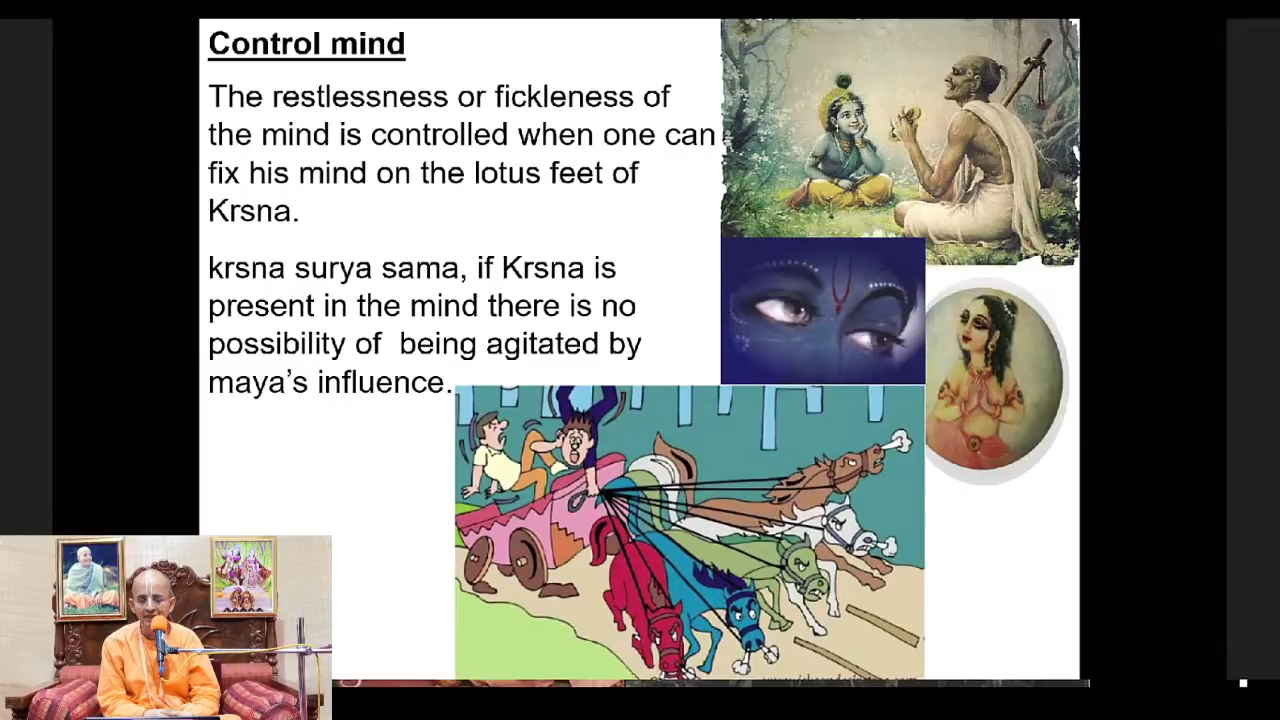 Control mind
The restlessness or fickleness of
the mind is controlled when one can
fix his mind on the lotus feet of
Krsna.
krsna surya sama, if Krsna is
present in the mind there is no
possibility of  being agitated by
maya's influence.